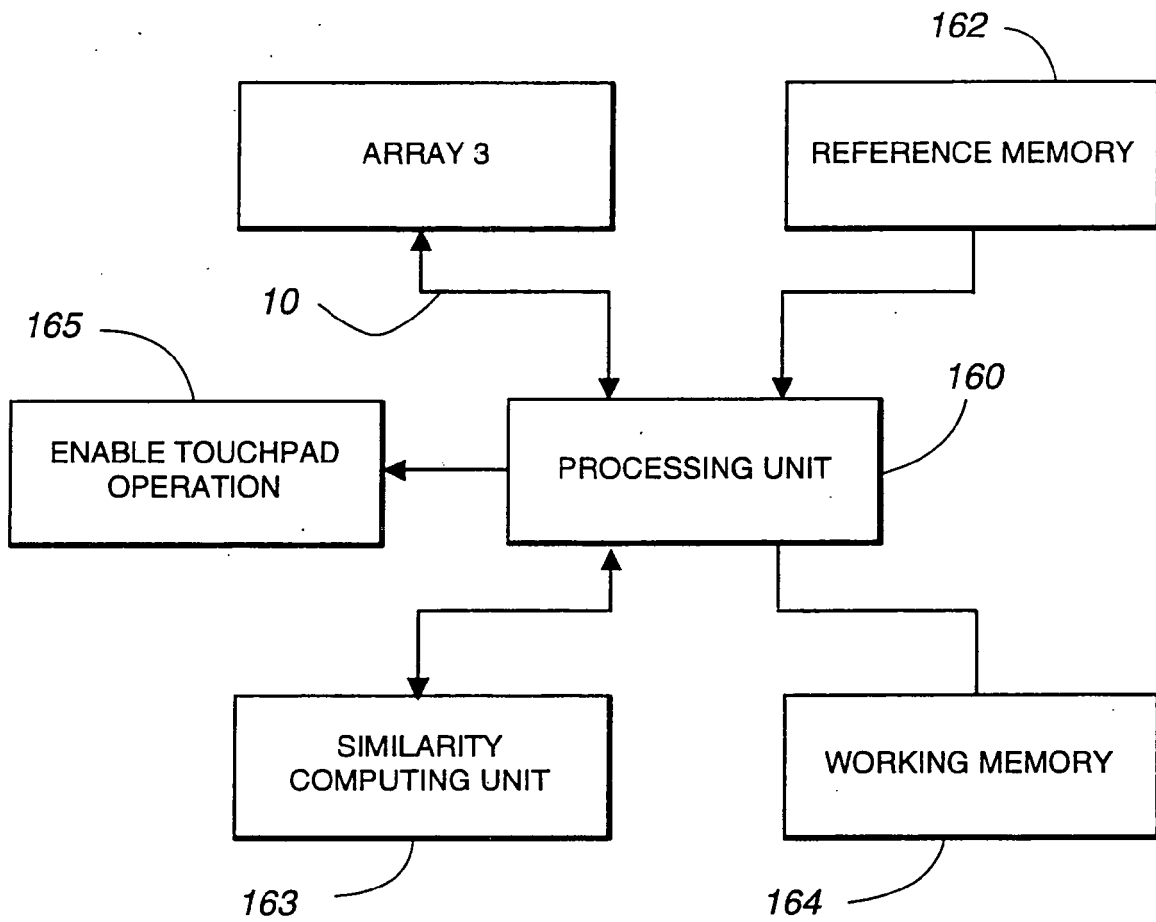 162
ARRAY 3
REFERENCE MEMORY
10
165
160
ENABLE TOUCHPAD
OPERATION
PROCESSING UNIT
SIMILARITY
COMPUTING UNIT
WORKING MEMORY
163
164